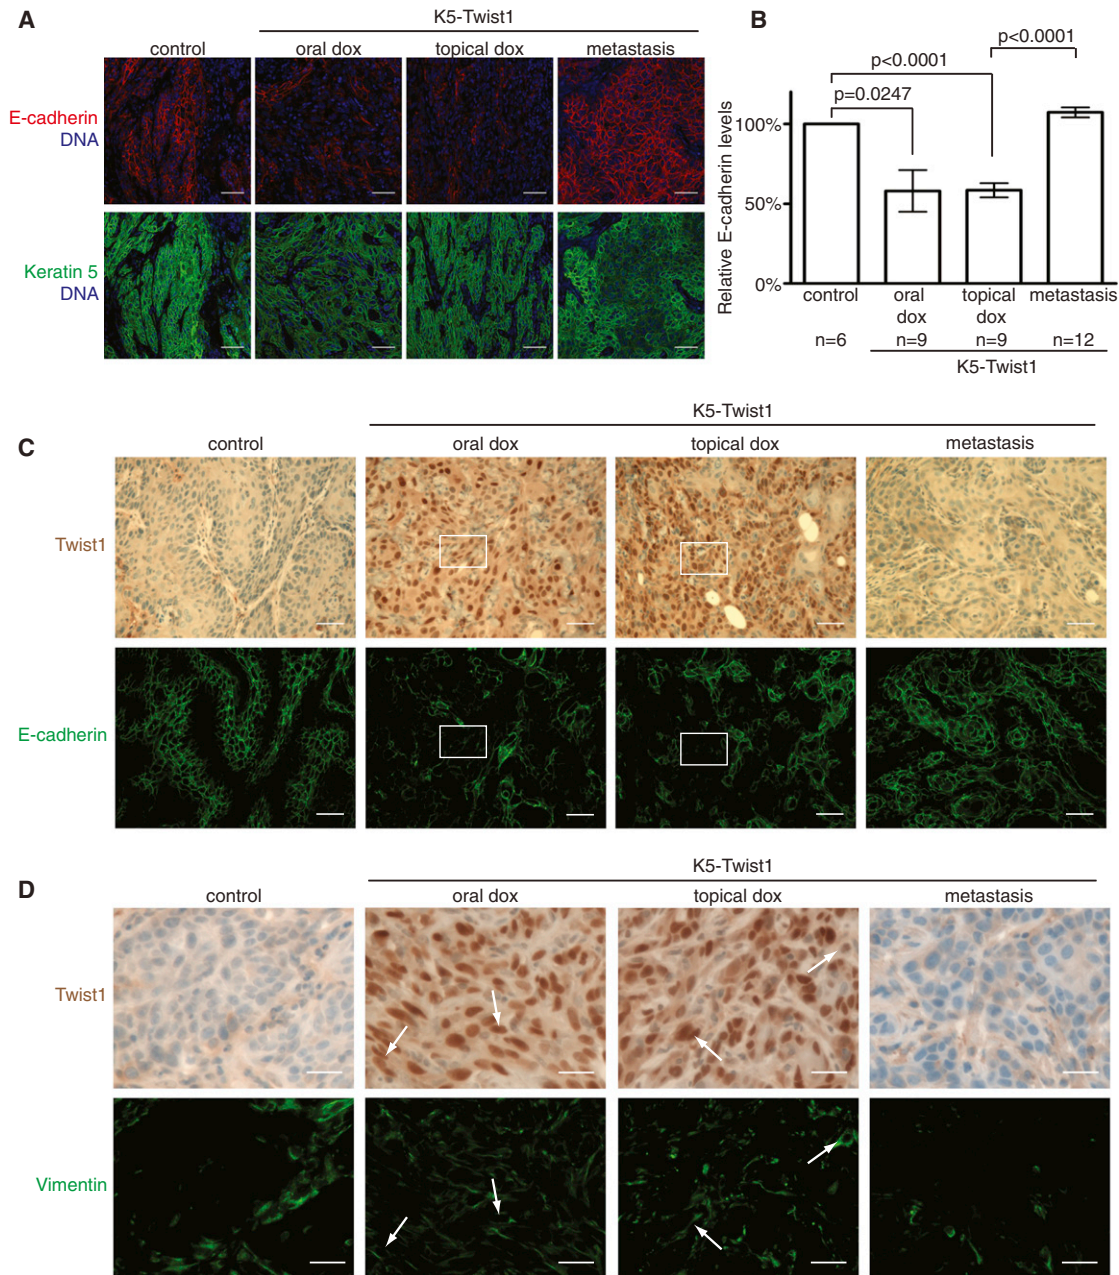 A
K5-Twist1
control oral dox topical dox metastasis
E-cadherin
DNA
Keratin 5
DNA
B
p<0.0001
p<0.0001
p=0.0247
Relative E-cadherin levels
100%
50%
0%
control oral dox topical dox metastasis
n=6 n=9 n=9 n=12
K5-Twist1
C
K5-Twist1
control oral dox topical dox metastasis
Twist1
E-cadherin
D
K5-Twist1
control oral dox topical dox metastasis
Twist1
Vimentin